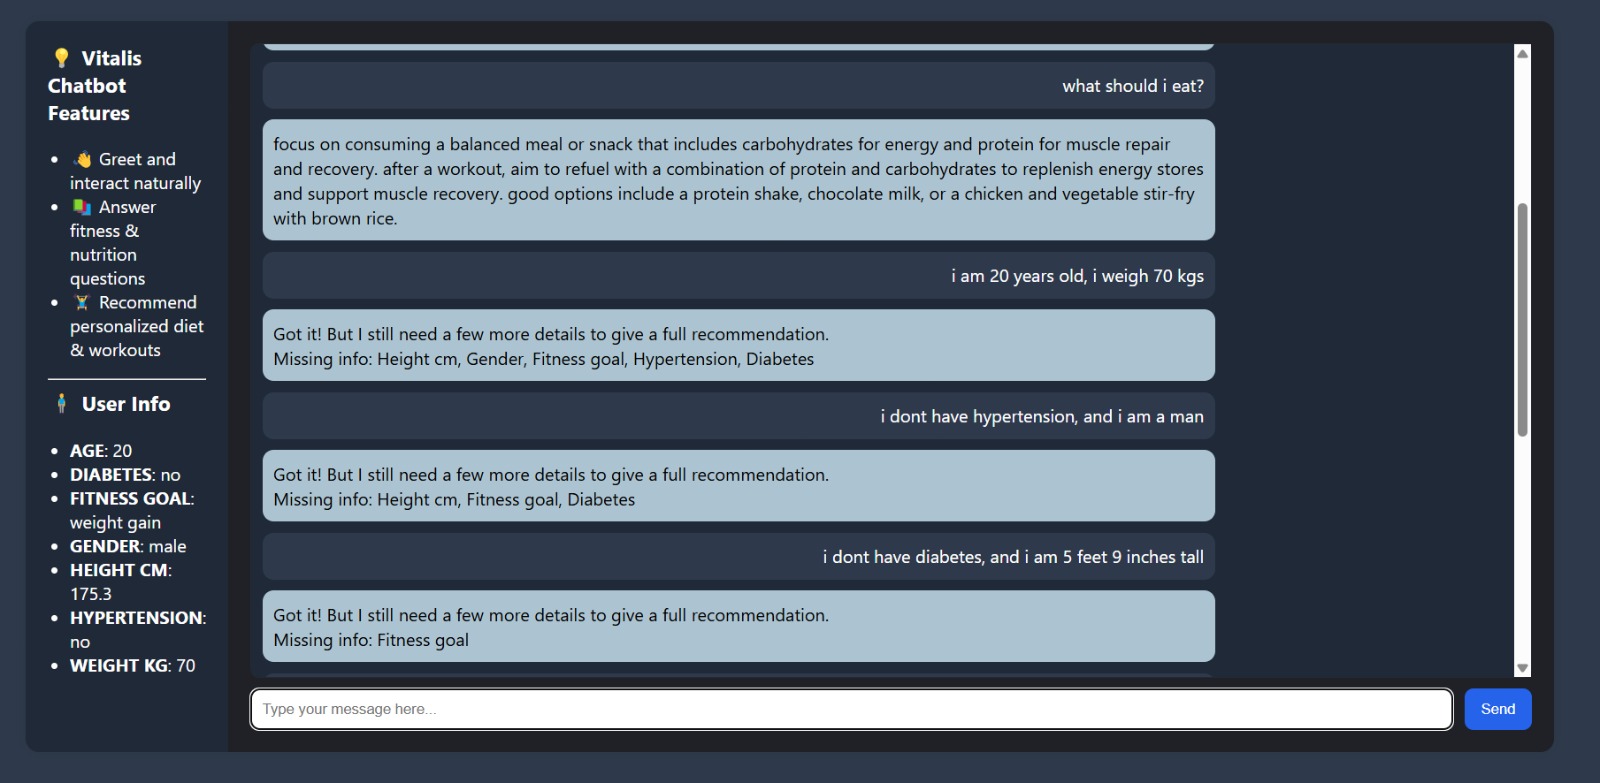 Vitalis
Chatbot
Features
Greet and
interact naturally
Answer
fitness &
nutrition
questions
Recommend
personalized diet
& workouts
User Info
AGE: 20
DIABETES: no
FITNESS GOAL:
weight gain
GENDER: male
HEIGHT CM:
175.3
HYPERTENSION:
no
WEIGHT KG: 70
what should i eat?
focus on consuming a balanced meal or snack that includes carbohydrates for energy and protein for muscle repair
and recovery. after a workout, aim to refuel with a combination of protein and carbohydrates to replenish energy stores
and support muscle recovery. good options include a protein shake, chocolate milk, or a chicken and vegetable stir-fry
with brown rice.
i am 20 years old, i weigh 70 kgs
Got it! But I still need a few more details to give a full recommendation.
Missing info: Height cm, Gender, Fitness goal, Hypertension, Diabetes
i dont have hypertension, and i am a man
Got it! But I still need a few more details to give a full recommendation.
Missing info: Height cm, Fitness goal, Diabetes
i dont have diabetes, and i am 5 feet 9 inches tall
Got it! But I still need a few more details to give a full recommendation.
Missing info: Fitness goal
Type your message here...
Send